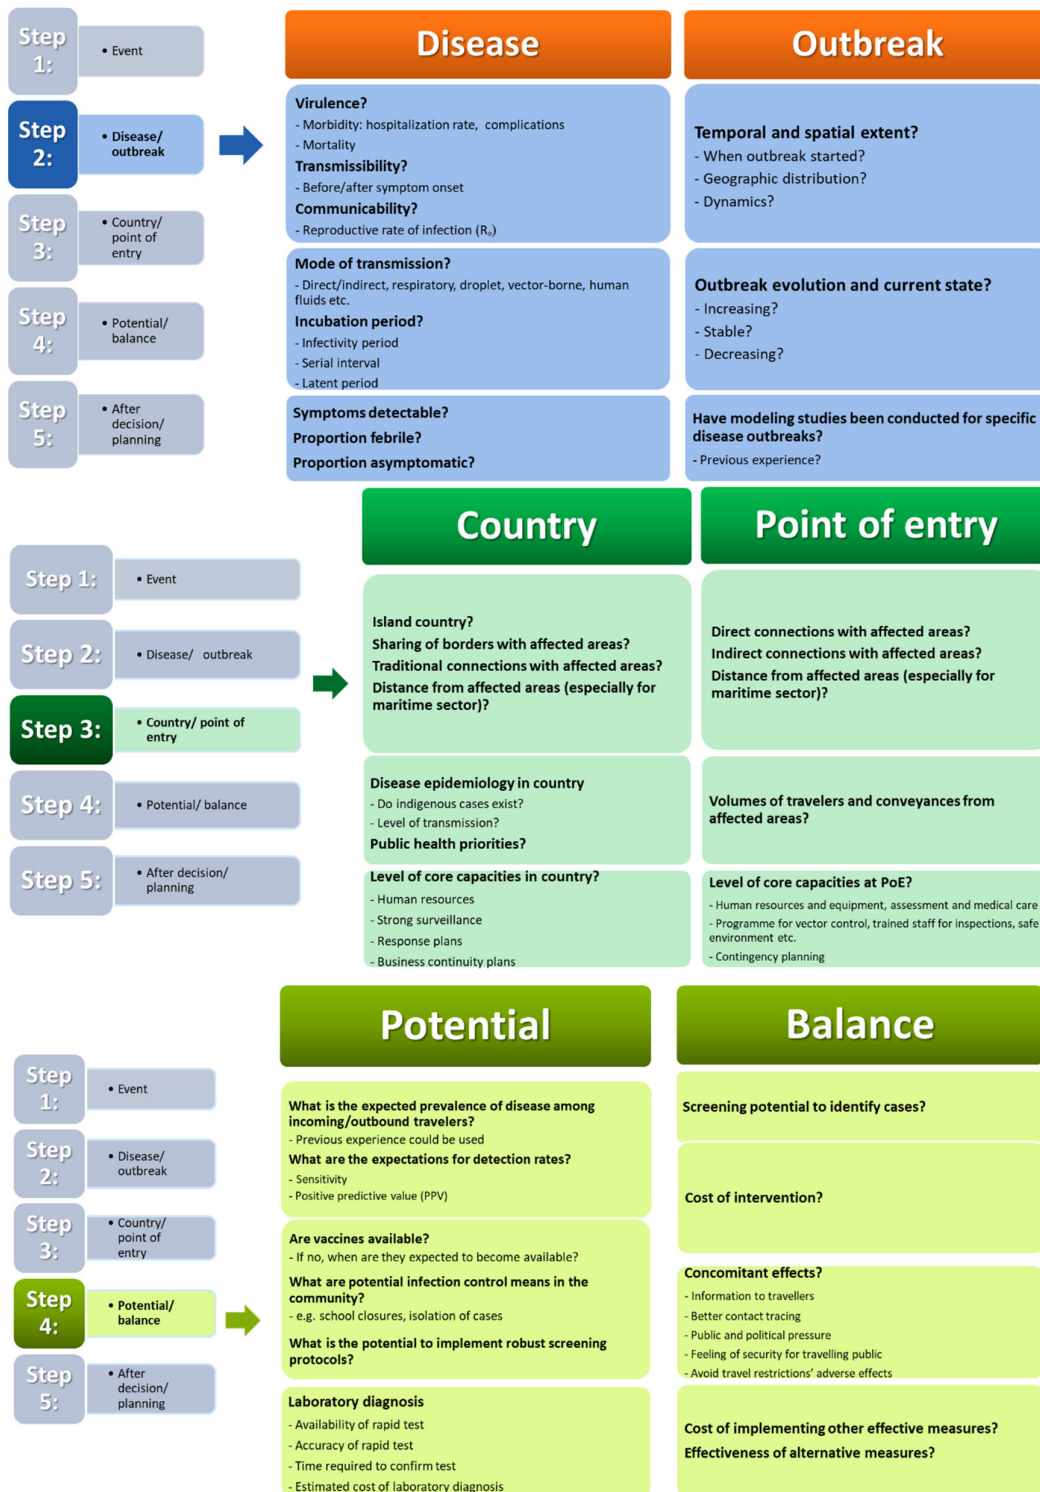 Step 1:
• Event
Step 2:
• Disease/ outbreak
Step 3:
• Country/ point of entry
Step 4:
• Potential/ balance
Step 5:
• After decision/ planning
Disease
Virulence?
- Morbidity: hospitalization rate, complications
- Mortality
Transmissibility?
- Before/after symptom onset
Communicability?
- Reproductive rate of infection (R₀)
Mode of transmission?
- Direct/indirect, respiratory, droplet, vector-borne, human
fluids etc.
Incubation period?
- Infectivity period
- Serial interval
- Latent period
Symptoms detectable?
Proportion febrile?
Proportion asymptomatic?
Outbreak
Temporal and spatial extent?
- When outbreak started?
- Geographic distribution?
- Dynamics?
Outbreak evolution and current state?
- Increasing?
- Stable?
- Decreasing?
Have modeling studies been conducted for specific
disease outbreaks?
- Previous experience?
Step 1:
• Event
Step 2:
• Disease/ outbreak
Step 3:
• Country/ point of
entry
Step 4:
• Potential/ balance
Step 5:
• After decision/
planning
Country
Island country?
Sharing of borders with affected areas?
Traditional connections with affected areas?
Distance from affected areas (especially for
maritime sector)?
Disease epidemiology in country
- Do indigenous cases exist?
- Level of transmission?
Public health priorities?
Level of core capacities in country?
- Human resources
- Strong surveillance
- Response plans
- Business continuity plans
Point of entry
Direct connections with affected areas?
Indirect connections with affected areas?
Distance from affected areas (especially for
maritime sector)?
Volumes of travelers and conveyances from
affected areas?
Level of core capacities at PoE?
- Human resources and equipment, assessment and medical care
- Programme for vector control, trained staff for inspections, safe
environment etc.
- Contingency planning
Step 1:
• Event
Step 2:
• Disease/
outbreak
Step 3:
• Country/
point of
entry
Step 4:
• Potential/
balance
Step 5:
• After
decision/
planning
Potential
What is the expected prevalence of disease among
incoming/outbound travelers?
- Previous experience could be used
What are the expectations for detection rates?
- Sensitivity
- Positive predictive value (PPV)
Are vaccines available?
- If no, when are they expected to become available?
What are potential infection control means in the
community?
- e.g. school closures, isolation of cases
What is the potential to implement robust screening
protocols?
Laboratory diagnosis
- Availability of rapid test
- Accuracy of rapid test
- Time required to confirm test
- Estimated cost of laboratory diagnosis
Balance
Screening potential to identify cases?
Cost of intervention?
Concomitant effects?
- Information to travellers
- Better contact tracing
- Public and political pressure
- Feeling of security for travelling public
- Avoid travel restrictions' adverse effects
Cost of implementing other effective measures?
Effectiveness of alternative measures?